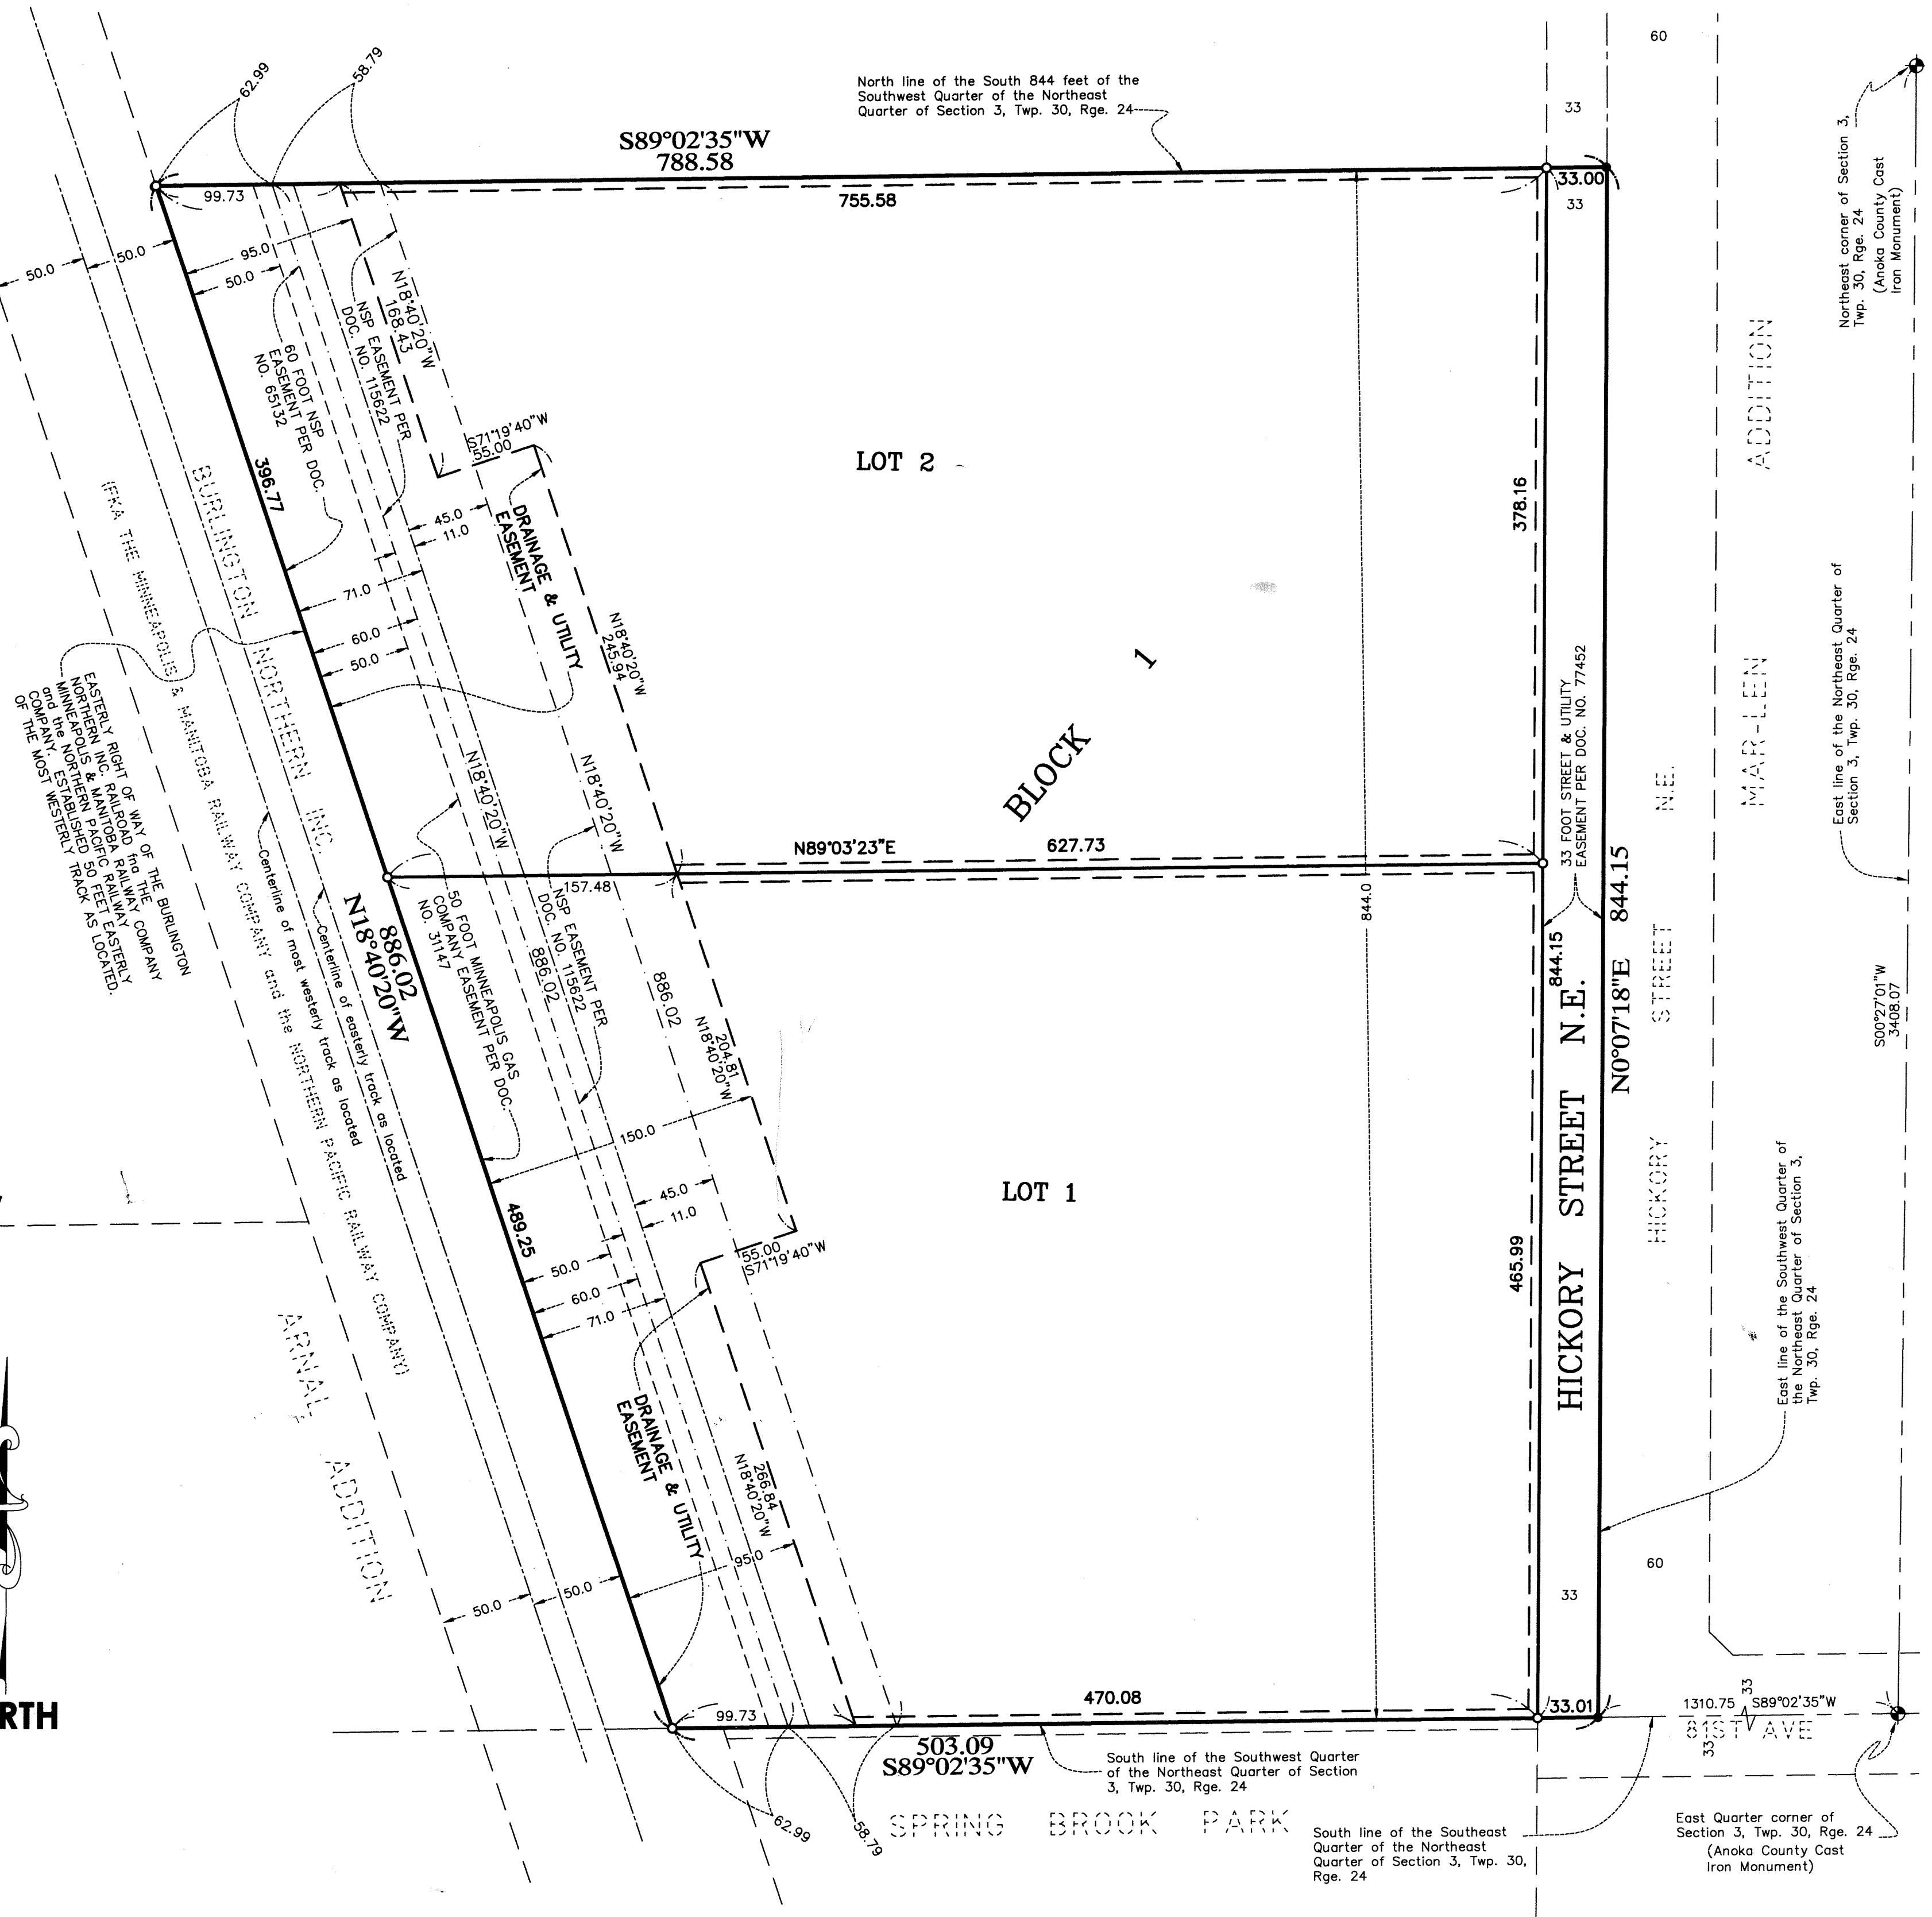 62.99
58.79
North line of the South 844 feet of the
Southwest Quarter of the Northeast
Quarter of Section 3, Twp. 30, Rge. 24
60
33
S89°02'35"W
788.58
99.73
755.58
33.00
33
Northeast corner of Section 3,
Twp. 30, Rge. 24
(Anoka County Cast
Iron Monument)
50.0
50.0
95.0
50.0
N18°40'20"W
168.43
NSP EASEMENT PER
DOC. NO. 115622
60 FOOT NSP
EASEMENT PER DOC.
NO. 65132
S71°19'40"W
55.00
396.77
45.0
11.0
DRAINAGE & UTILITY
EASEMENT
LOT 2
378.16
ADDITION
MAR-LEN
BURLINGTON NORTHERN INC.
(FKA THE MINNEAPOLIS & MANITOBA RAILWAY COMPANY and the NORTHERN PACIFIC RAILWAY COMPANY)
71.0
60.0
50.0
N18°40'20"W
245.94
BLOCK 1
33 FOOT STREET & UTILITY
EASEMENT PER DOC. NO. 77452
East line of the Northeast Quarter of
Section 3, Twp. 30, Rge. 24
EASTERLY RIGHT OF WAY OF THE BURLINGTON
NORTHERN INC. RAILROAD fna THE
MINNEAPOLIS & MANITOBA RAILWAY COMPANY
and the NORTHERN PACIFIC RAILWAY
COMPANY. ESTABLISHED 50 FEET EASTERLY
OF THE MOST WESTERLY TRACK AS LOCATED.
N18°40'20"W
N18°40'20"W
N89°03'23"E
627.73
157.48
844.0
844.15
N0°07'18"E 844.15
S00°27'01"W
3408.07
Centerline of most westerly track as located
Centerline of easterly track as located
886.02
N18°40'20"W
50 FOOT MINNEAPOLIS GAS
COMPANY EASEMENT PER DOC.
NO. 31147
NSP EASEMENT PER
DOC. NO. 115622
886.02
886.02
204.81
N18°40'20"W
150.0
45.0
11.0
LOT 1
489.25
55.00
S71°19'40"W
50.0
60.0
71.0
465.99
HICKORY STREET N.E.
HICKORY STREET N.E.
East line of the Southwest Quarter of
the Northeast Quarter of Section 3,
Twp. 30, Rge. 24
ARNAL ADDITION
DRAINAGE & UTILITY
EASEMENT
266.84
N18°40'20"W
95.0
50.0
50.0
60
33
RTH
99.73
470.08
33.01
1310.75 S89°02'35"W
33
81ST AVE
33
503.09
S89°02'35"W
South line of the Southwest Quarter
of the Northeast Quarter of Section
3, Twp. 30, Rge. 24
62.99
58.79
SPRING BROOK PARK
South line of the Southeast
Quarter of the Northeast
Quarter of Section 3, Twp. 30,
Rge. 24
East Quarter corner of
Section 3, Twp. 30, Rge. 24
(Anoka County Cast
Iron Monument)